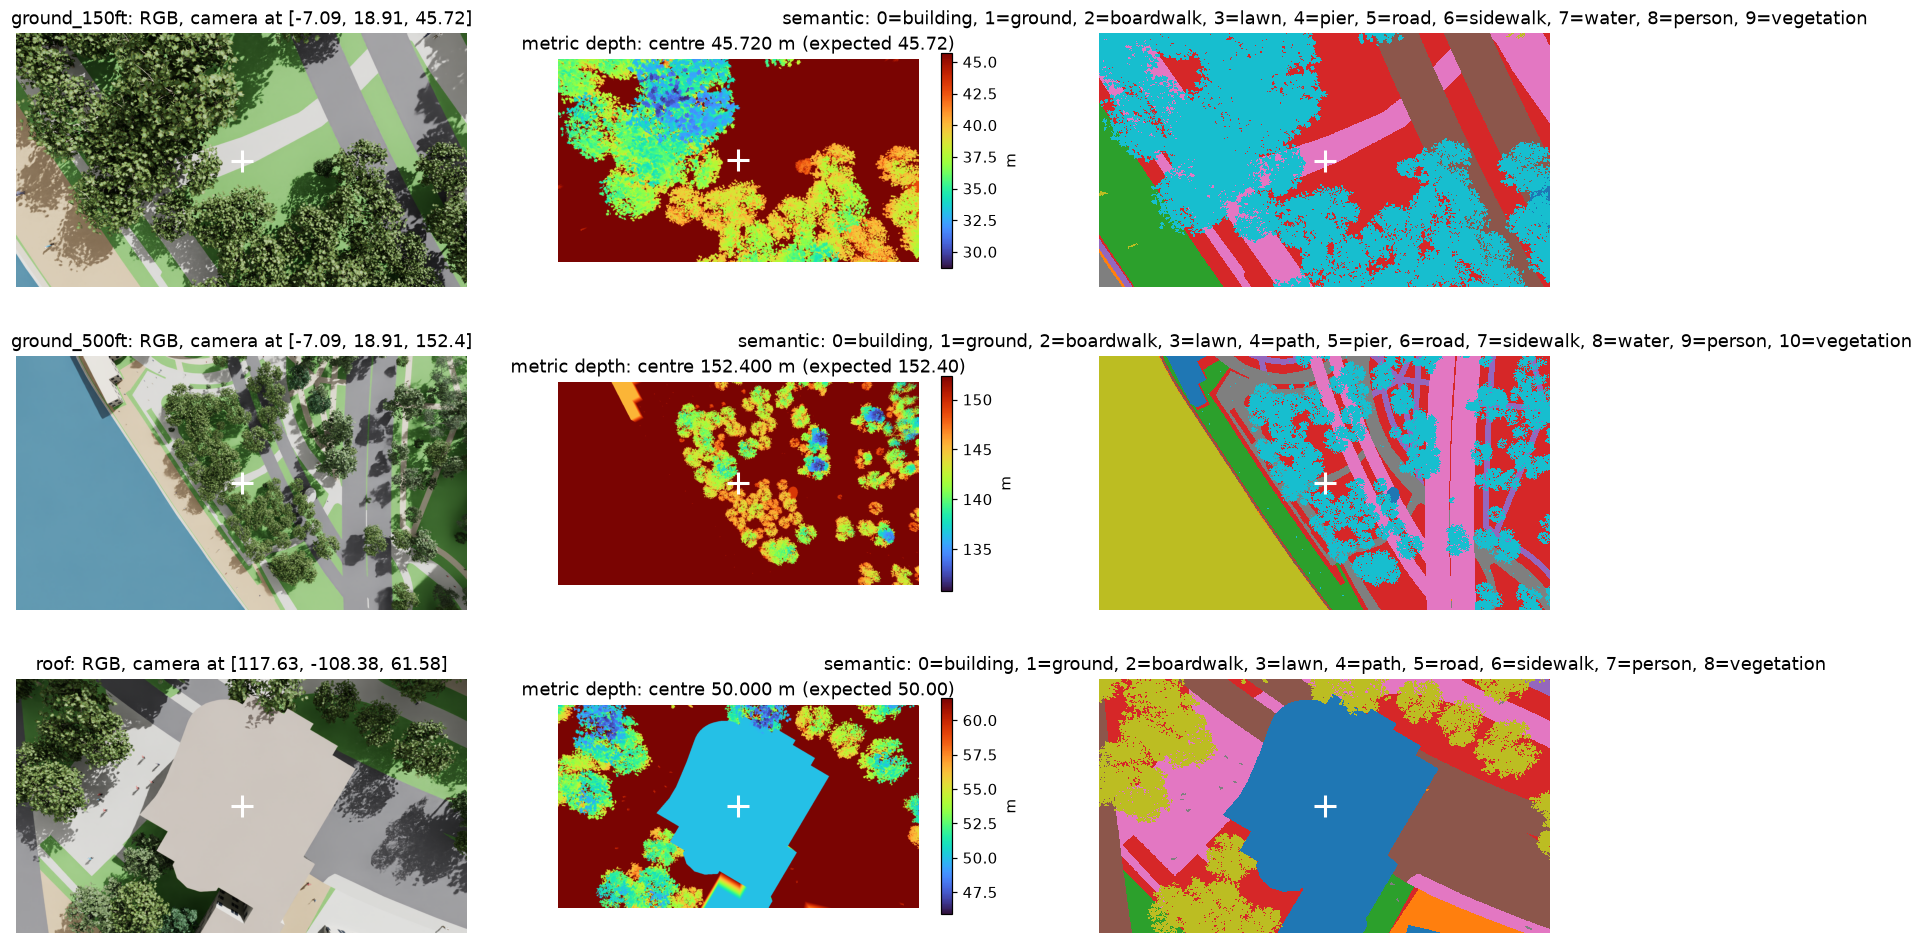 ground_150ft: RGB, camera at [-7.09, 18.91, 45.72]
metric depth: centre 45.720 m (expected 45.72)
45.0
42.5
40.0
37.5
35.0
32.5
30.0
m
semantic: 0=building, 1=ground, 2=boardwalk, 3=lawn, 4=pier, 5=road, 6=sidewalk, 7=water, 8=person, 9=vegetation
ground_500ft: RGB, camera at [-7.09, 18.91, 152.4]
metric depth: centre 152.400 m (expected 152.40)
150
145
140
135
m
semantic: 0=building, 1=ground, 2=boardwalk, 3=lawn, 4=path, 5=pier, 6=road, 7=sidewalk, 8=water, 9=person, 10=vegetation
roof: RGB, camera at [117.63, -108.38, 61.58]
metric depth: centre 50.000 m (expected 50.00)
60.0
57.5
55.0
52.5
50.0
47.5
m
semantic: 0=building, 1=ground, 2=boardwalk, 3=lawn, 4=path, 5=road, 6=sidewalk, 7=person, 8=vegetation